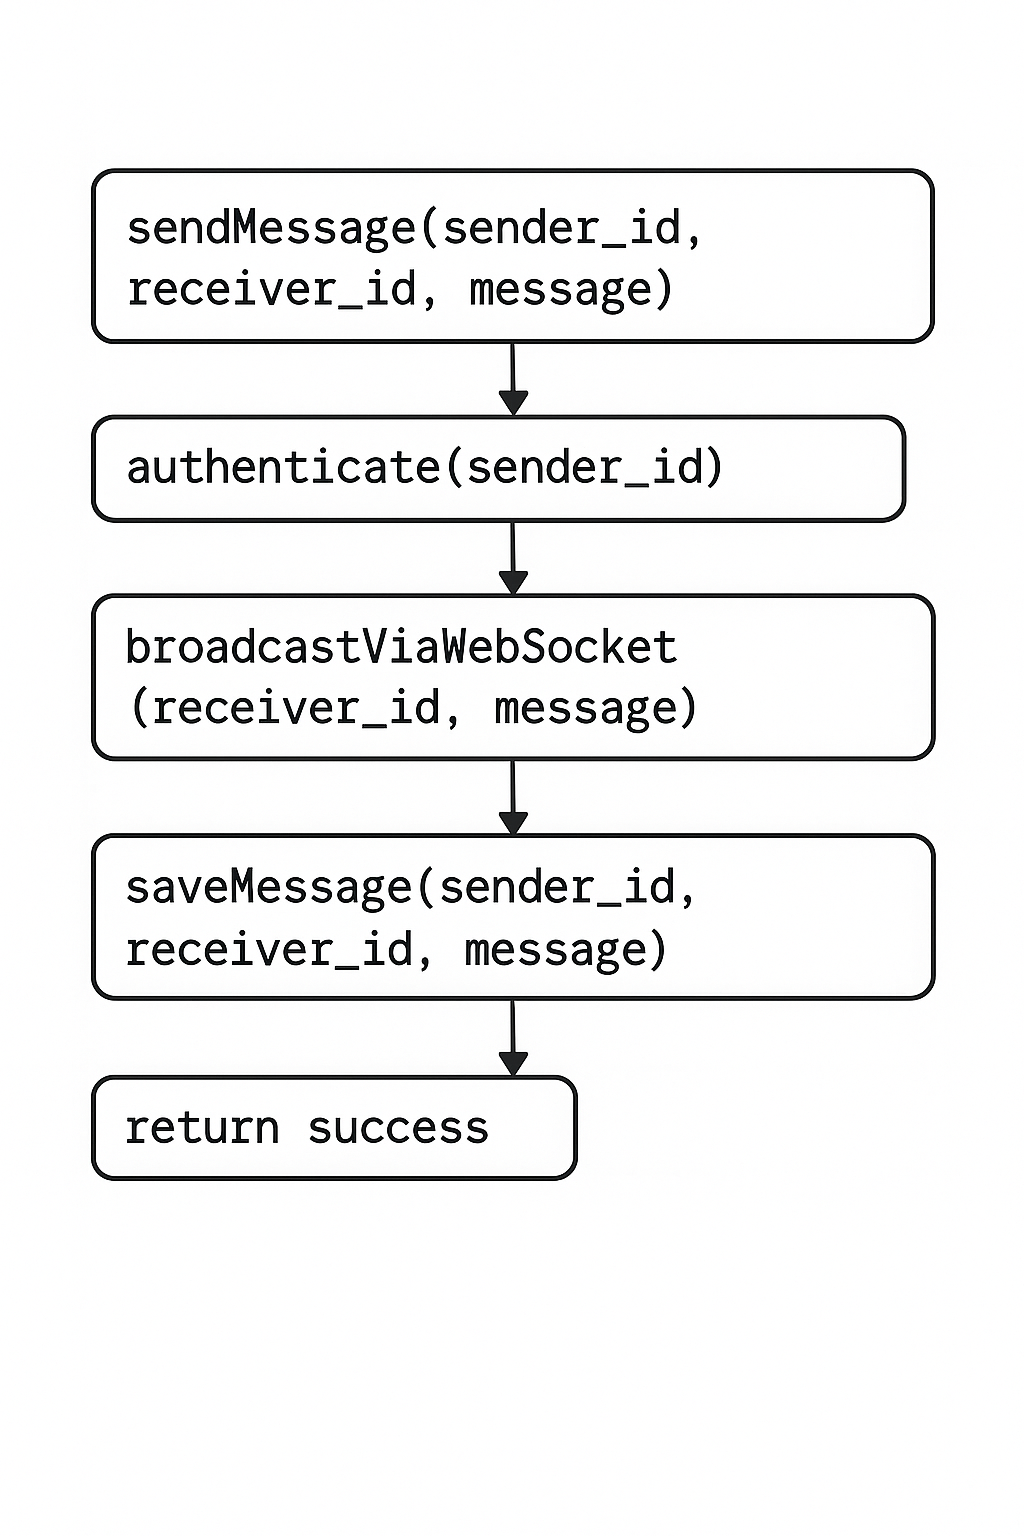 sendMessage(sender_id,
receiver_id, message)
authenticate(sender_id)
broadcastViaWebSocket
(receiver_id, message)
saveMessage(sender_id,
receiver_id, message)
return success